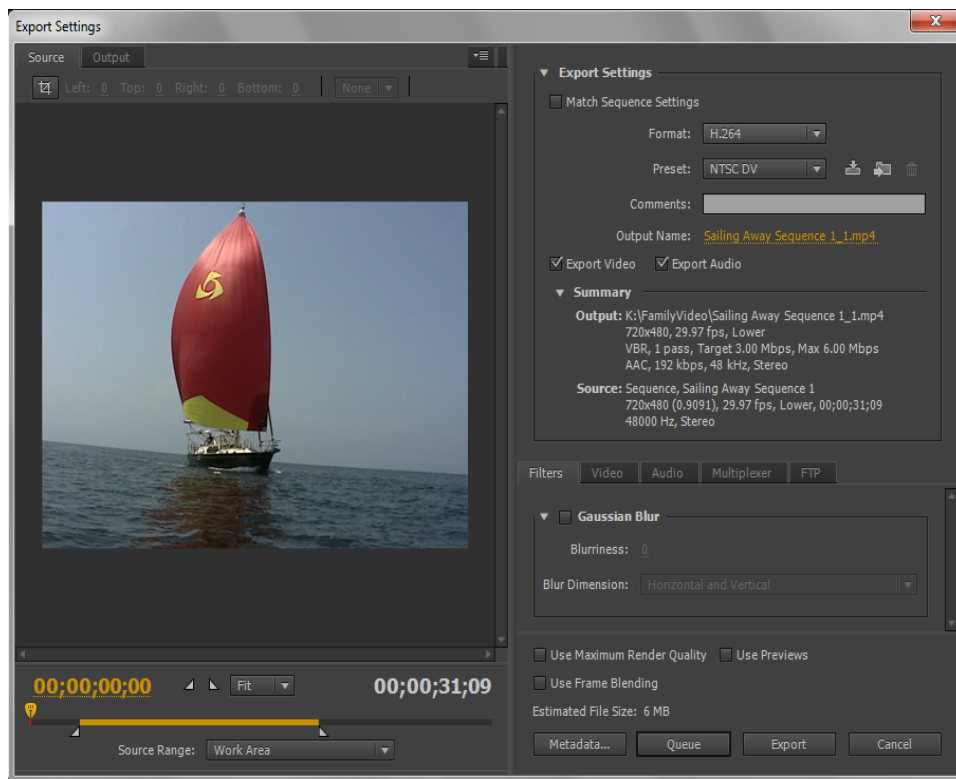 Export Settings
Source Output
Left: 0 Top: 0 Right: 0 Bottom: 0 None
00;00;00;00 Fit 00;00;31;09
Source Range: Work Area
Export Settings
Match Sequence Settings
Format: H.264
Preset: NTSC DV
Comments:
Output Name: Sailing Away Sequence 1_1.mp4
Export Video Export Audio
Summary
Output: K:\FamilyVideo\Sailing Away Sequence 1_1.mp4
720x480, 29.97 fps, Lower
VBR, 1 pass, Target 3.00 Mbps, Max 6.00 Mbps
AAC, 192 kbps, 48 kHz, Stereo
Source: Sequence, Sailing Away Sequence 1
720x480 (0.9091), 29.97 fps, Lower, 00;00;31;09
48000 Hz, Stereo
Filters Video Audio Multiplexer FTP
Gaussian Blur
Blurriness: 0
Blur Dimension: Horizontal and Vertical
Use Maximum Render Quality Use Previews
Use Frame Blending
Estimated File Size: 6 MB
Metadata... Queue Export Cancel